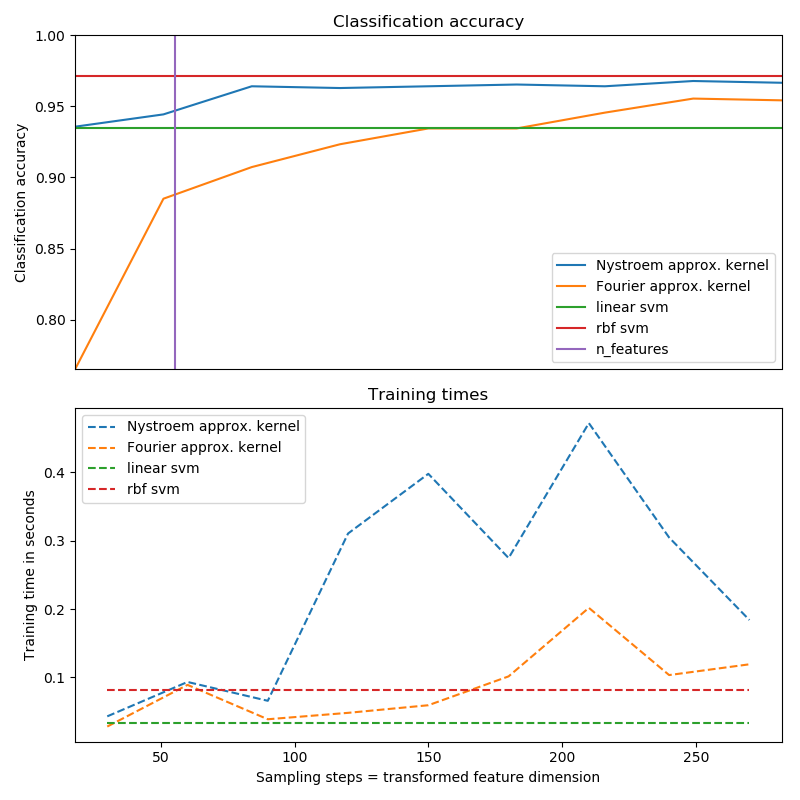 Classification accuracy
1.00
0.95
0.90
0.85
0.80
Classification accuracy
Nystroem approx. kernel
Fourier approx. kernel
linear svm
rbf svm
n_features
Training times
Nystroem approx. kernel
Fourier approx. kernel
linear svm
rbf svm
0.4
0.3
0.2
0.1
Training time in seconds
50
100
150
200
250
Sampling steps = transformed feature dimension